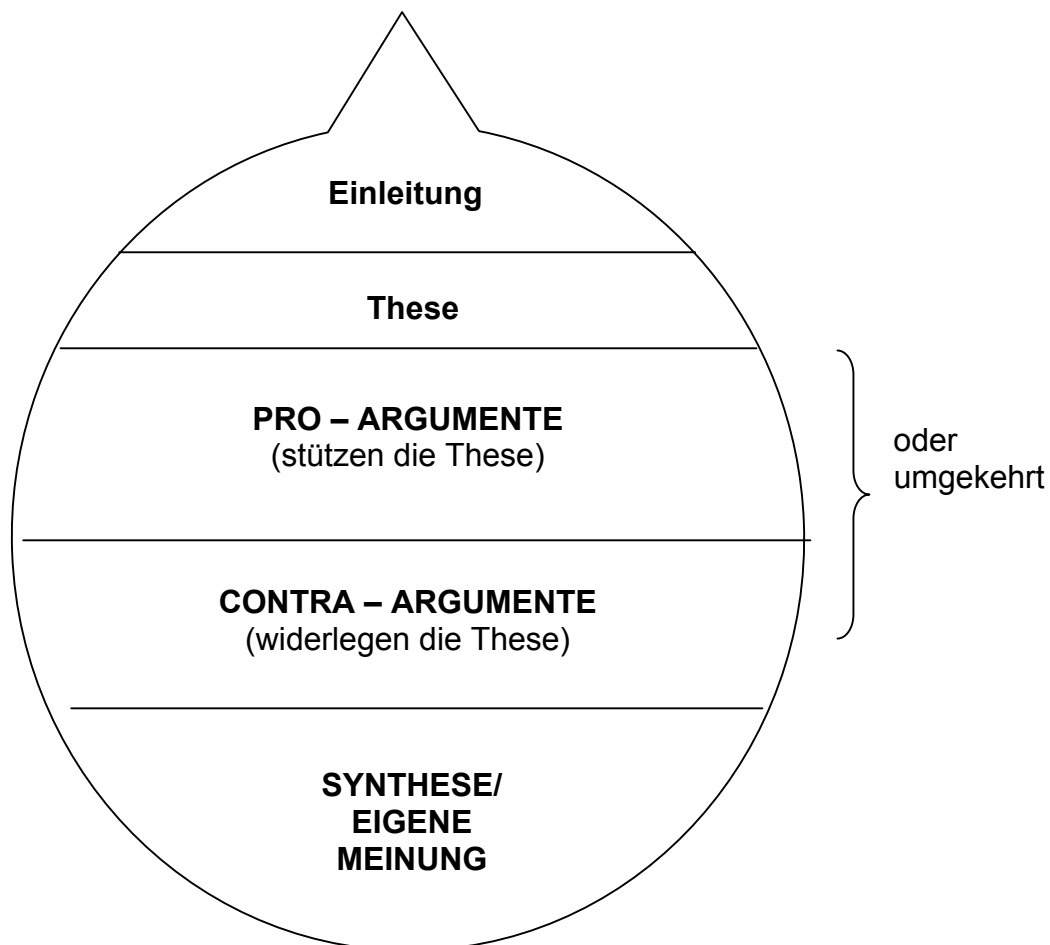 Einleitung
These
PRO – ARGUMENTE
(stützen die These)
oder
umgekehrt
CONTRA – ARGUMENTE
(widerlegen die These)
SYNTHESE/
EIGENE
MEINUNG